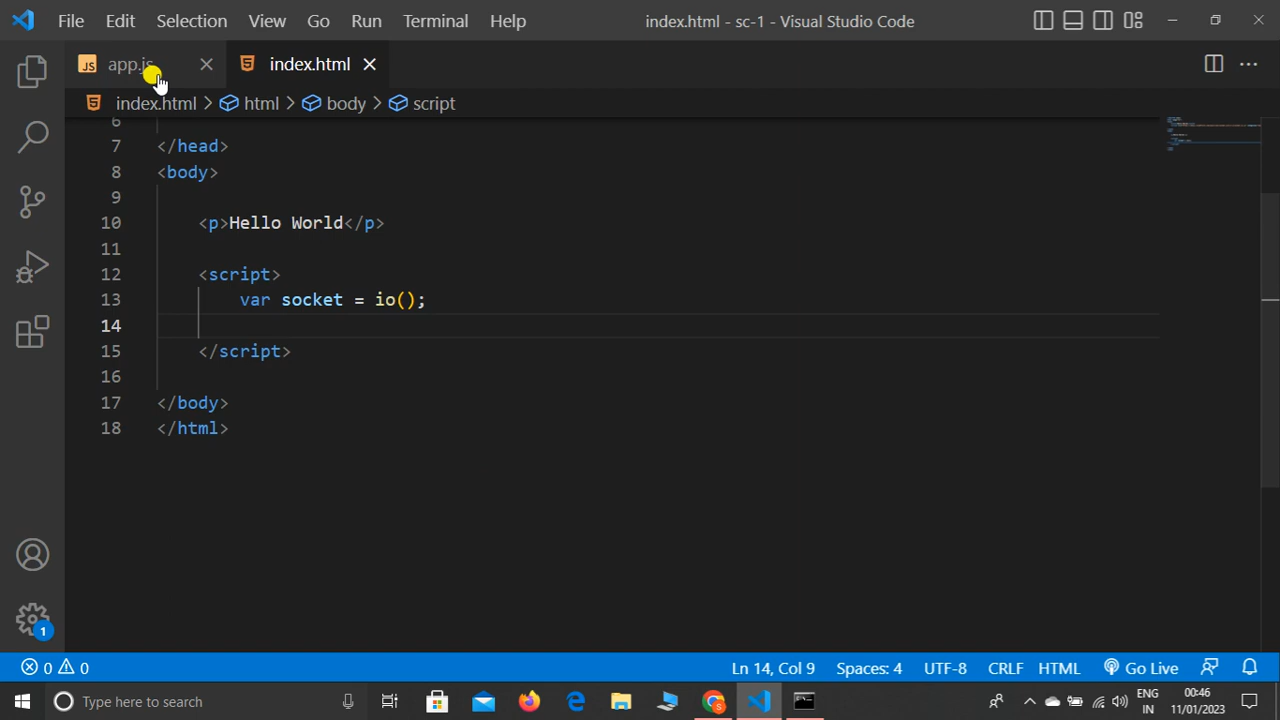 File Edit Selection View Go Run Terminal Help index.html - sc-1 - Visual Studio Code
JS app.js index.html
index.html > html > body > script
6
7 </head>
8 <body>
9
10 <p>Hello World</p>
11
12 <script>
13 var socket = io();
14
15 </script>
16
17 </body>
18 </html>
1
0 0 Ln 14, Col 9 Spaces: 4 UTF-8 CRLF HTML Go Live
Type here to search ENG IN 00:46 11/01/2023